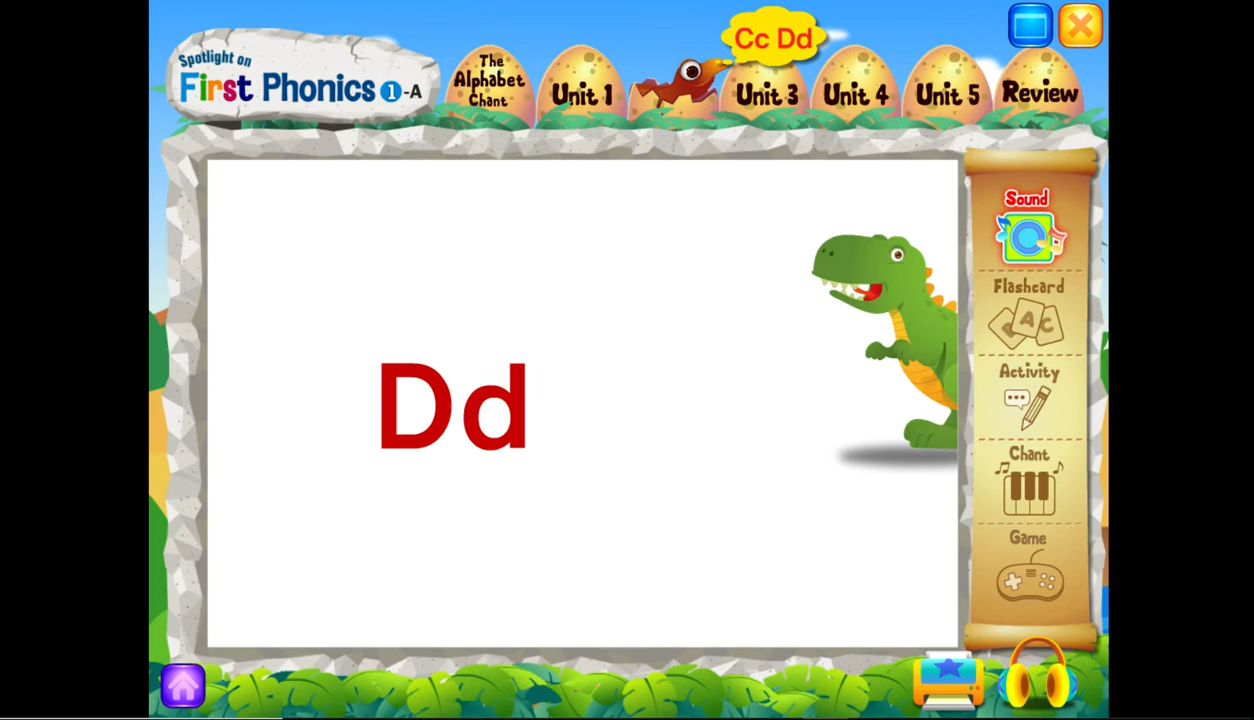 Spotlight on
First Phonics 1-A
The
Alphabet
Chant
Unit 1
Cc Dd
Unit 3
Unit 4
Unit 5
Review
Dd
Sound
Flashcard
B A C
Activity
Chant
Game